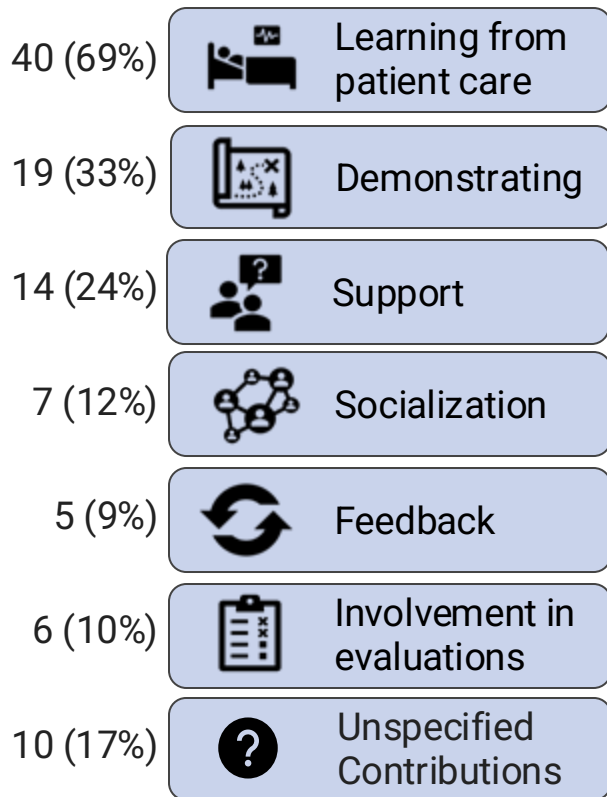 40 (69%)
Learning from
patient care
19 (33%)
Demonstrating
14 (24%)
?
Support
7 (12%)
Socialization
5 (9%)
Feedback
6 (10%)
Involvement in
evaluations
10 (17%)
?
Unspecified
Contributions